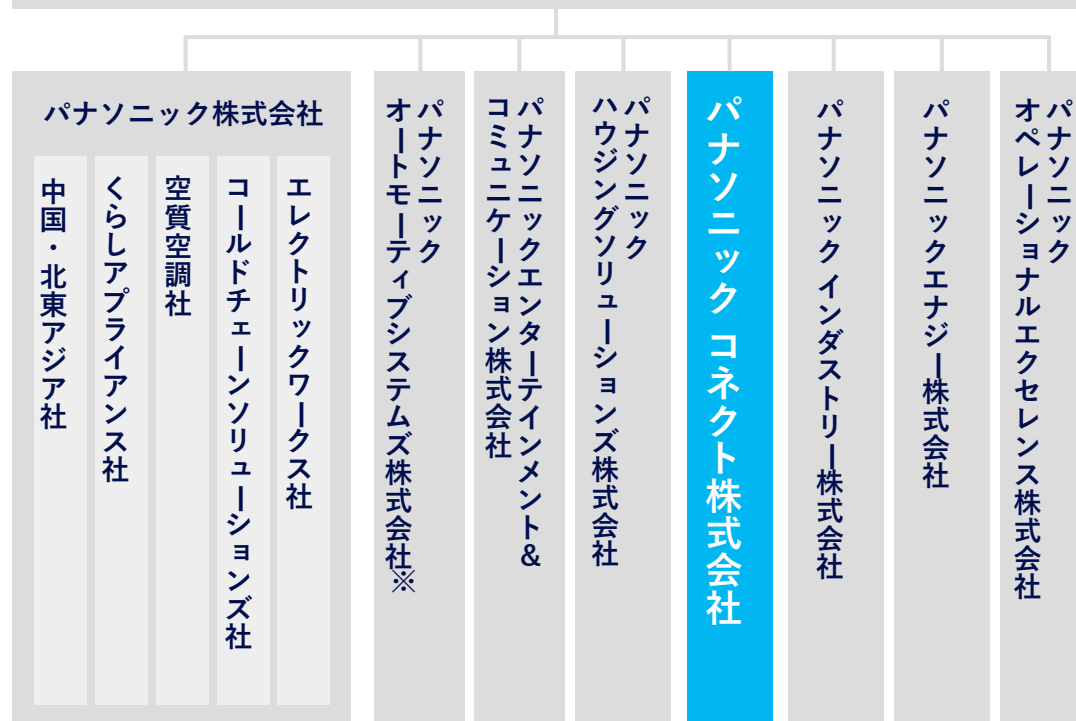 パナソニック株式会社
中国・北東アジア社
くらしアプライアンス社
空質空調社
コールドチェーンソリューションズ社
エレクトリックワークス社
パナソニック
オートモーティブシステムズ株式会社※
パナソニックエンターテインメント&
コミュニケーション株式会社
パナソニック
ハウジングソリューションズ株式会社
パナソニック コネクト株式会社
パナソニック インダストリー株式会社
パナソニックエナジー株式会社
パナソニック
オペレーショナルエクセレンス株式会社